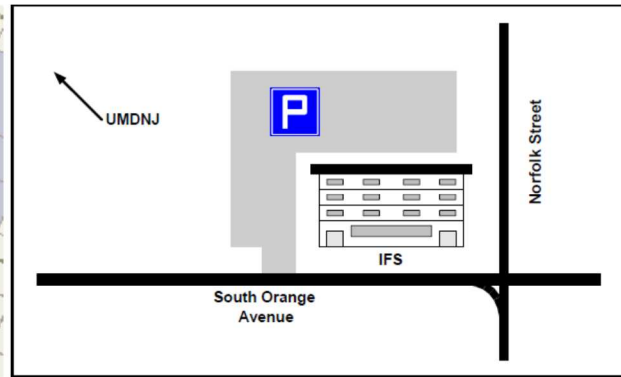 P
UMDNJ
Norfolk Street
IFS
South Orange
Avenue